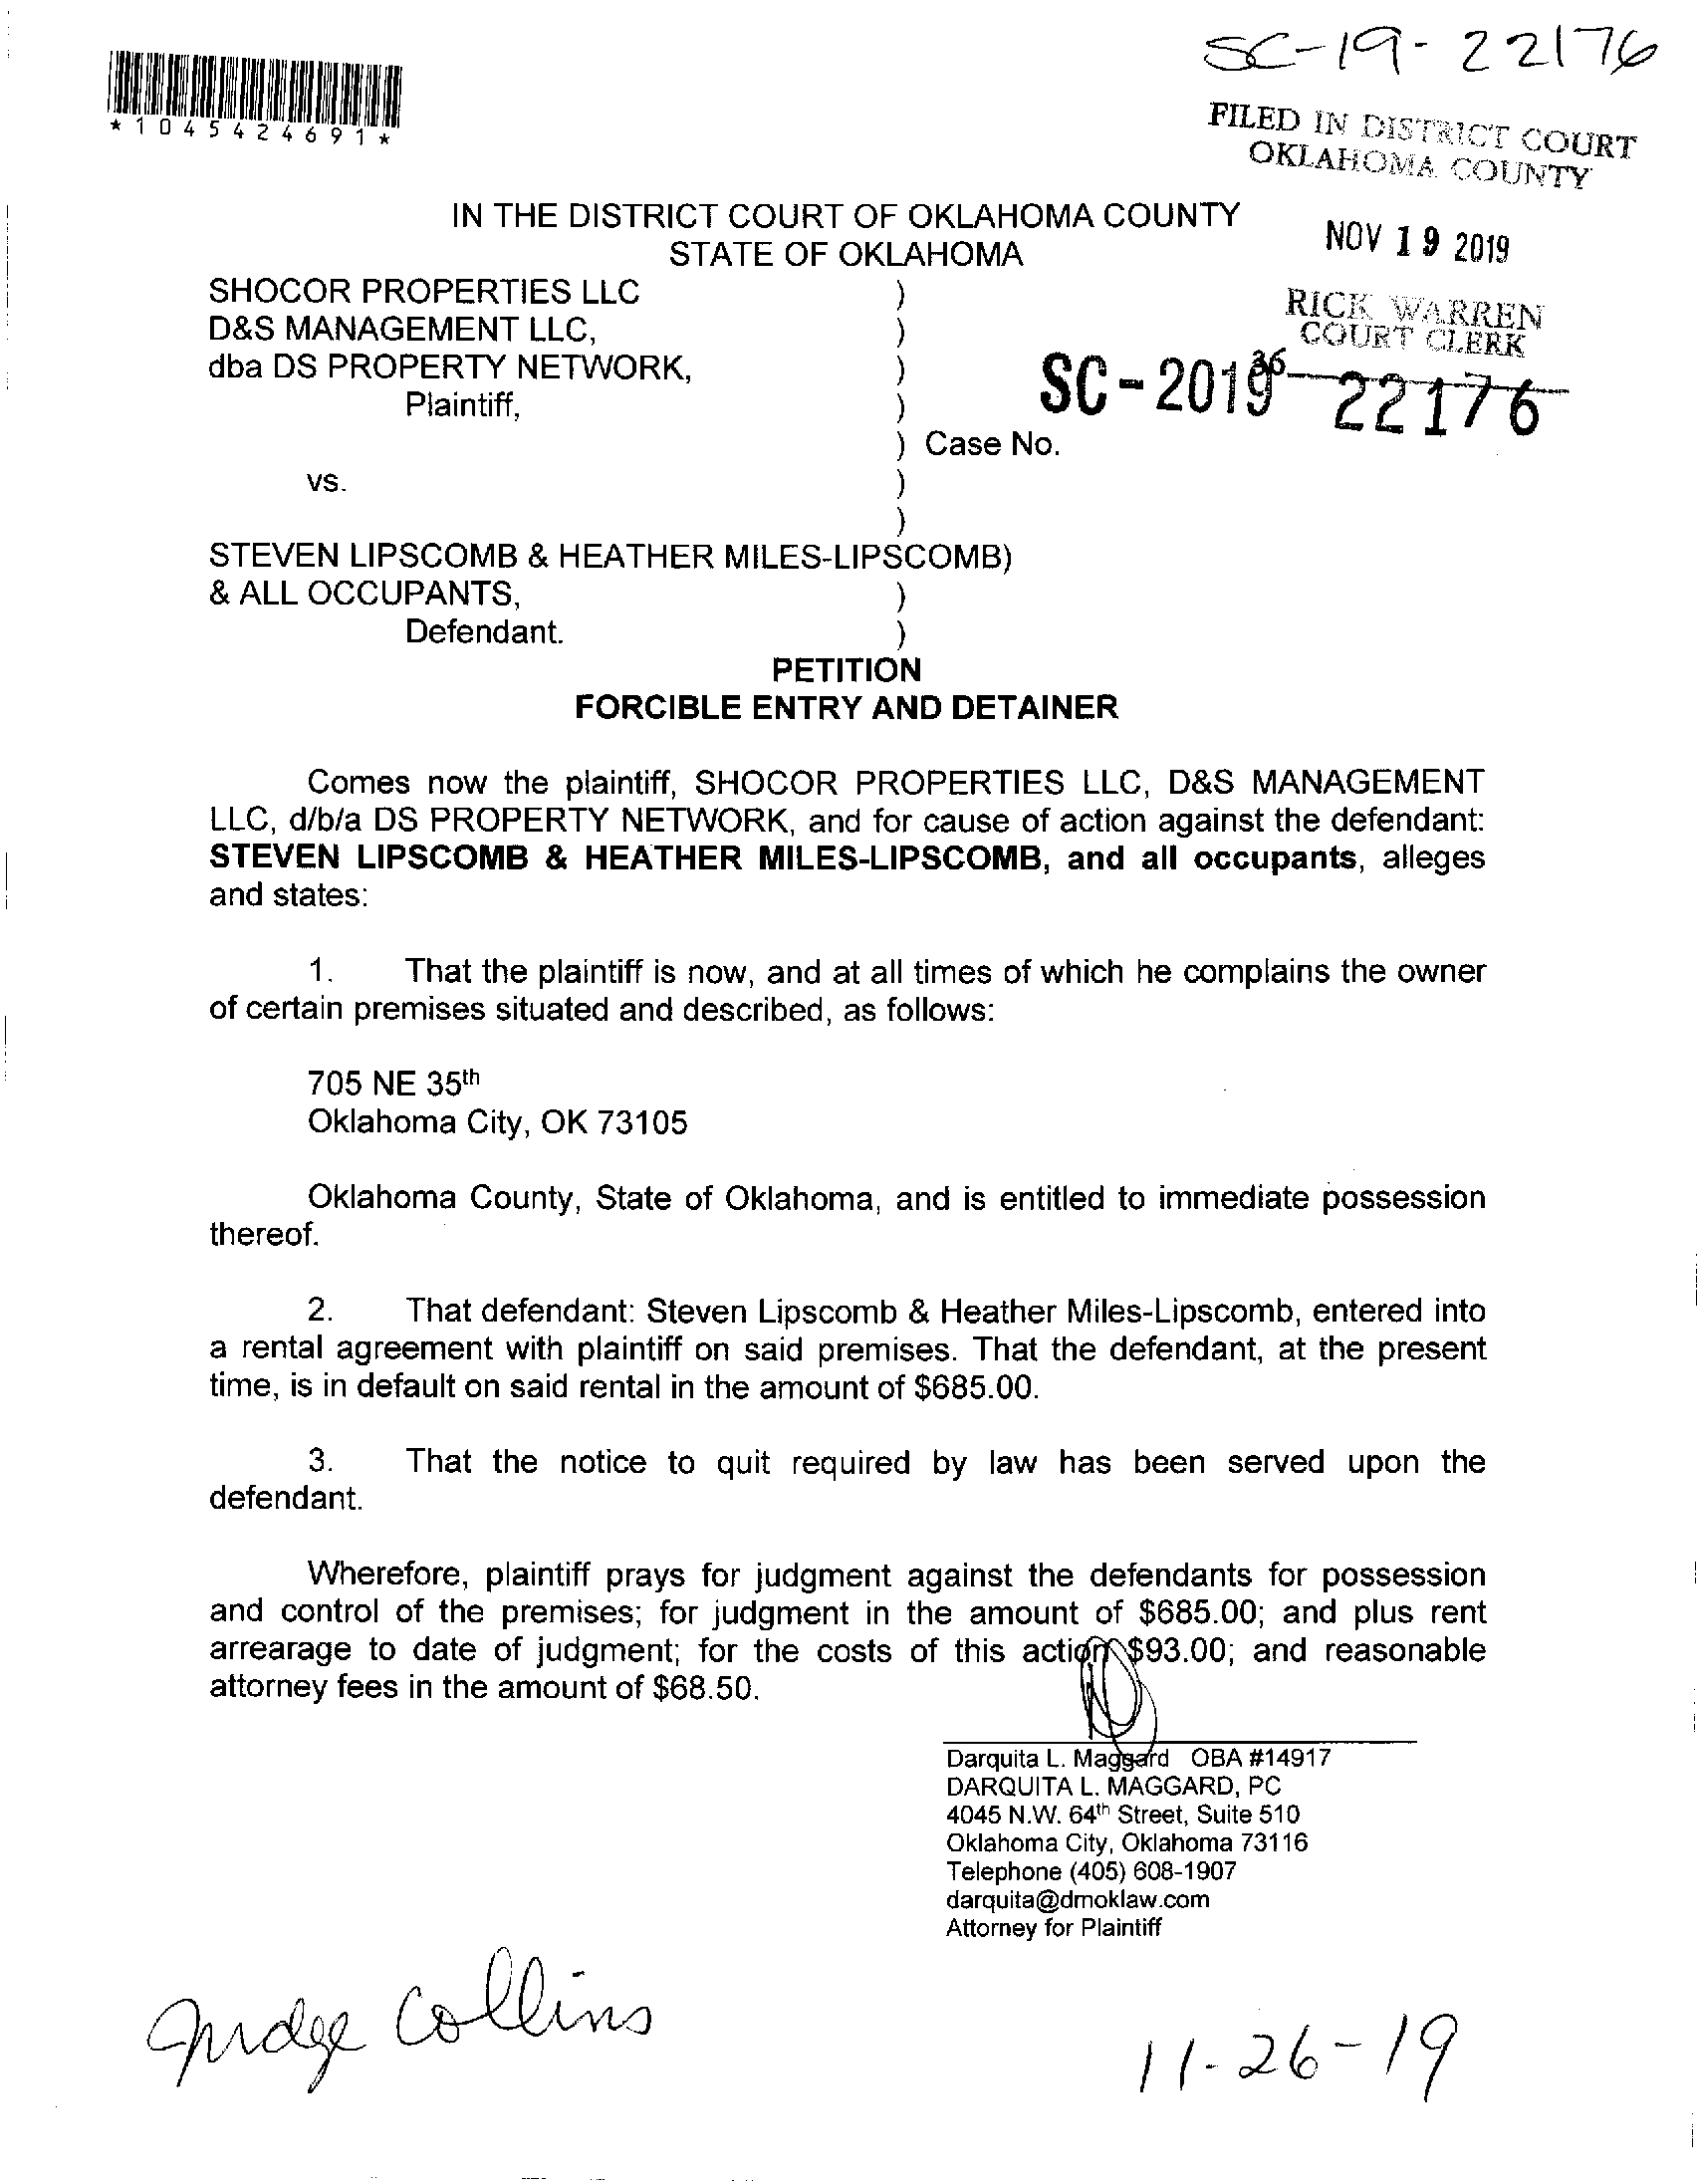 SC-19-22176
*1045424691*
FILED IN DISTRICT COURT
OKLAHOMA COUNTY
IN THE DISTRICT COURT OF OKLAHOMA COUNTY
STATE OF OKLAHOMA
NOV 19 2019
SHOCOR PROPERTIES LLC )
D&S MANAGEMENT LLC, )
dba DS PROPERTY NETWORK, )
Plaintiff, )
RICK WARREN
COURT CLERK
36
SC-2019-22176
) Case No.
vs. )
)
STEVEN LIPSCOMB & HEATHER MILES-LIPSCOMB)
& ALL OCCUPANTS, )
Defendant. )
PETITION
FORCIBLE ENTRY AND DETAINER
Comes now the plaintiff, SHOCOR PROPERTIES LLC, D&S MANAGEMENT
LLC, d/b/a DS PROPERTY NETWORK, and for cause of action against the defendant:
STEVEN LIPSCOMB & HEATHER MILES-LIPSCOMB, and all occupants, alleges
and states:
1. That the plaintiff is now, and at all times of which he complains the owner
of certain premises situated and described, as follows:
705 NE 35th
Oklahoma City, OK 73105
Oklahoma County, State of Oklahoma, and is entitled to immediate possession
thereof.
2. That defendant: Steven Lipscomb & Heather Miles-Lipscomb, entered into
a rental agreement with plaintiff on said premises. That the defendant, at the present
time, is in default on said rental in the amount of $685.00.
3. That the notice to quit required by law has been served upon the
defendant.
Wherefore, plaintiff prays for judgment against the defendants for possession
and control of the premises; for judgment in the amount of $685.00; and plus rent
arrearage to date of judgment; for the costs of this action $93.00; and reasonable
attorney fees in the amount of $68.50.
Darquita L. Maggard OBA #14917
DARQUITA L. MAGGARD, PC
4045 N.W. 64th Street, Suite 510
Oklahoma City, Oklahoma 73116
Telephone (405) 608-1907
darquita@dmoklaw.com
Attorney for Plaintiff
Judge Collins
11-26-19